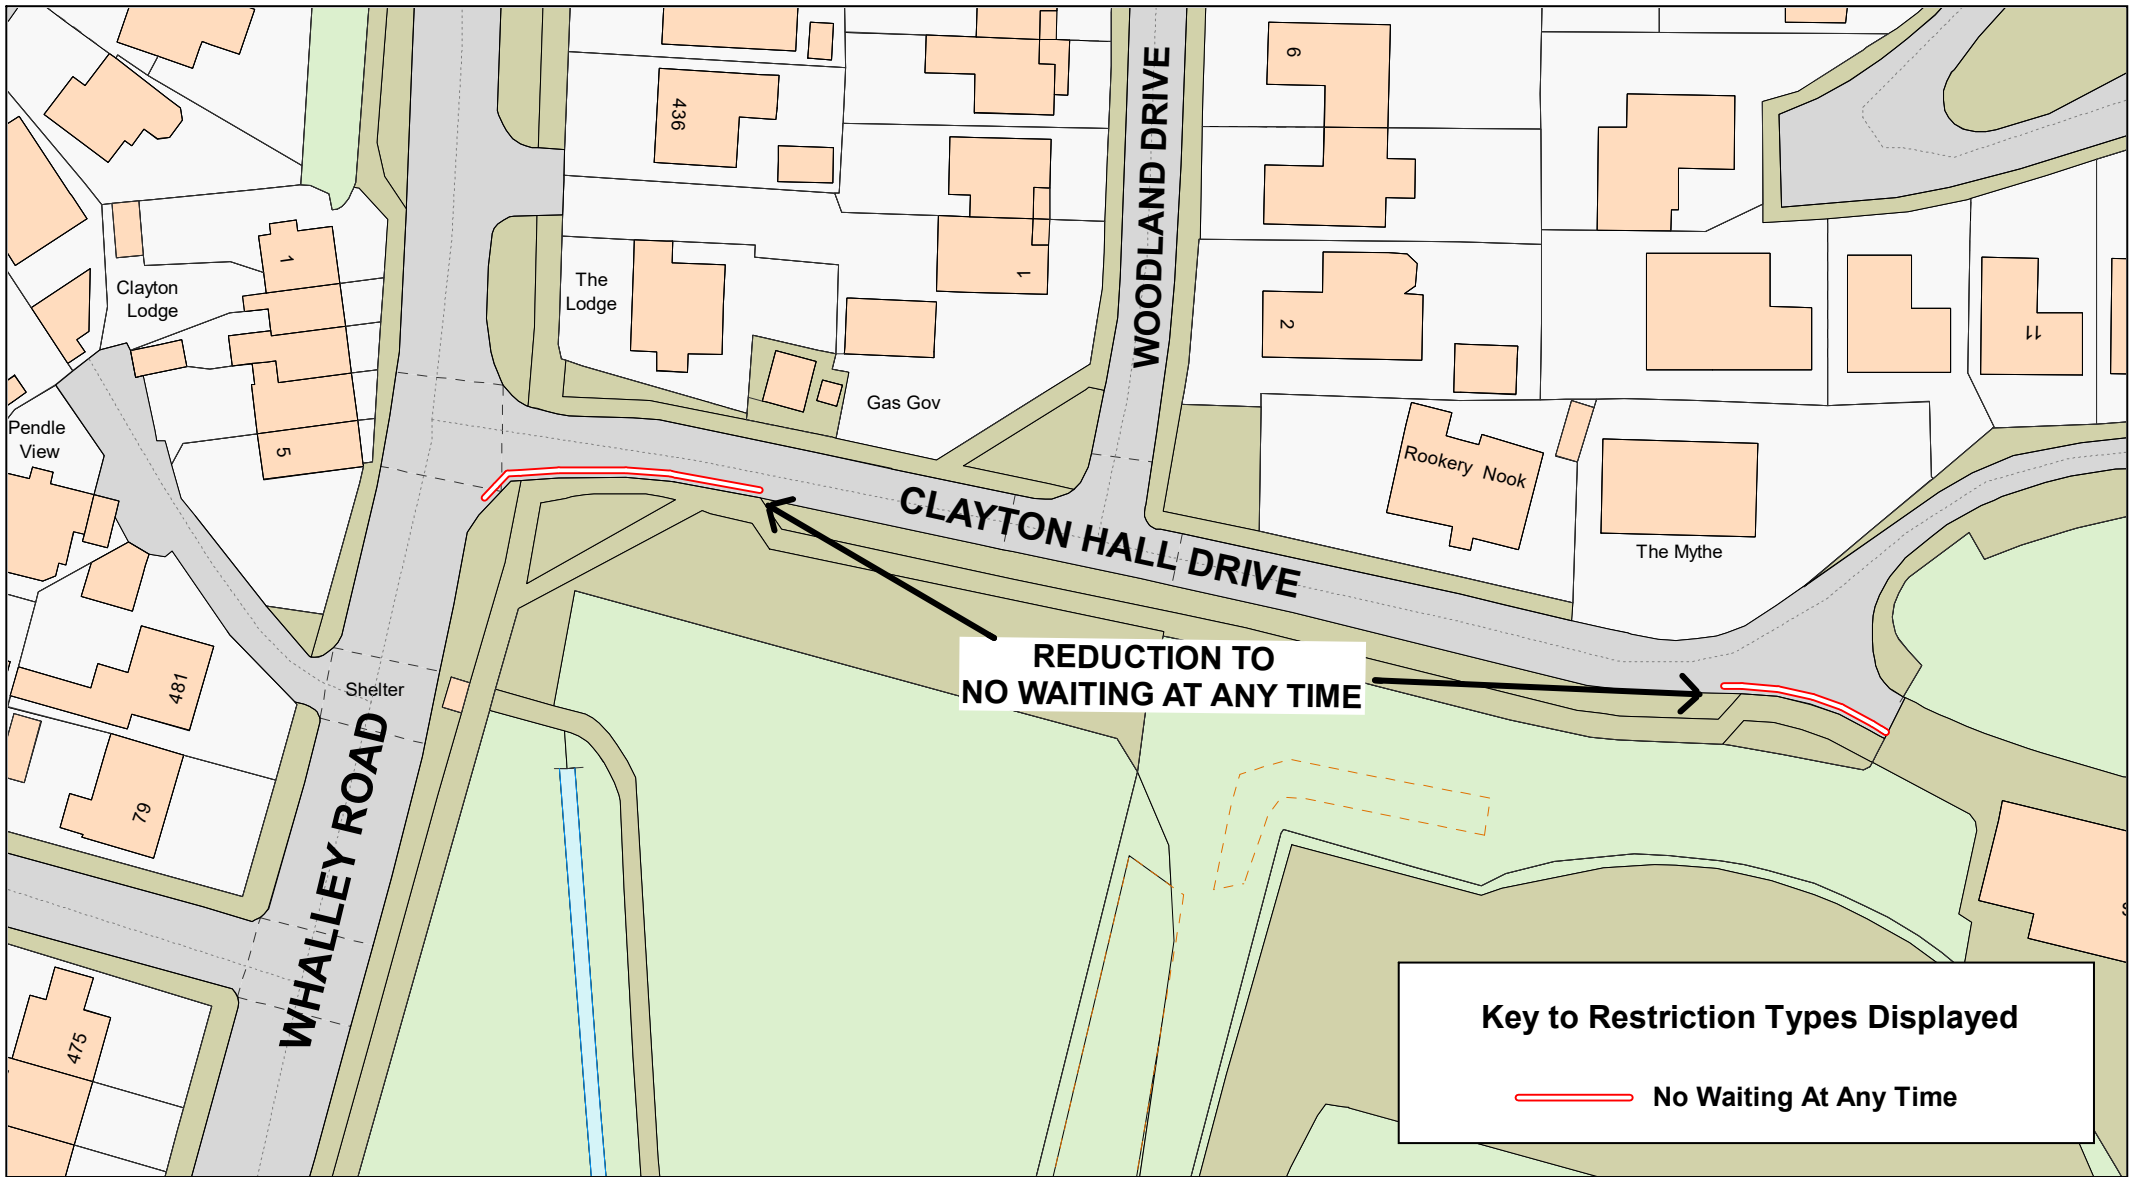 6
436
WOODLAND DRIVE
1
Clayton
Lodge
The
Lodge
1
2
11
Gas Gov
Pendle
View
5
Rookery Nook
CLAYTON HALL DRIVE
The Mythe
REDUCTION TO
NO WAITING AT ANY TIME
481
Shelter
WHALLEY ROAD
79
475
Key to Restriction Types Displayed
No Waiting At Any Time